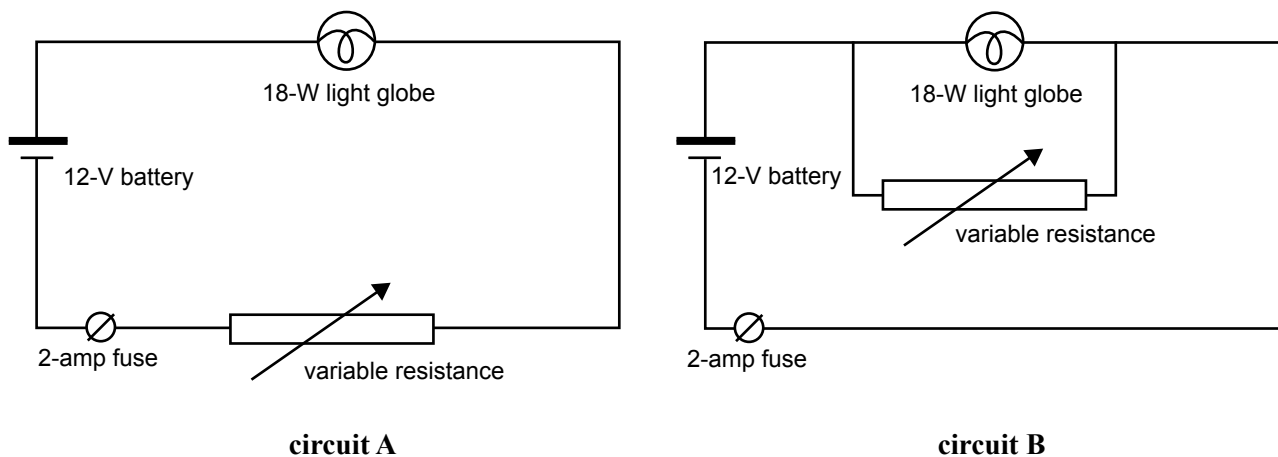 18-W light globe
12-V battery
2-amp fuse
variable resistance
circuit A
18-W light globe
12-V battery
variable resistance
2-amp fuse
circuit B